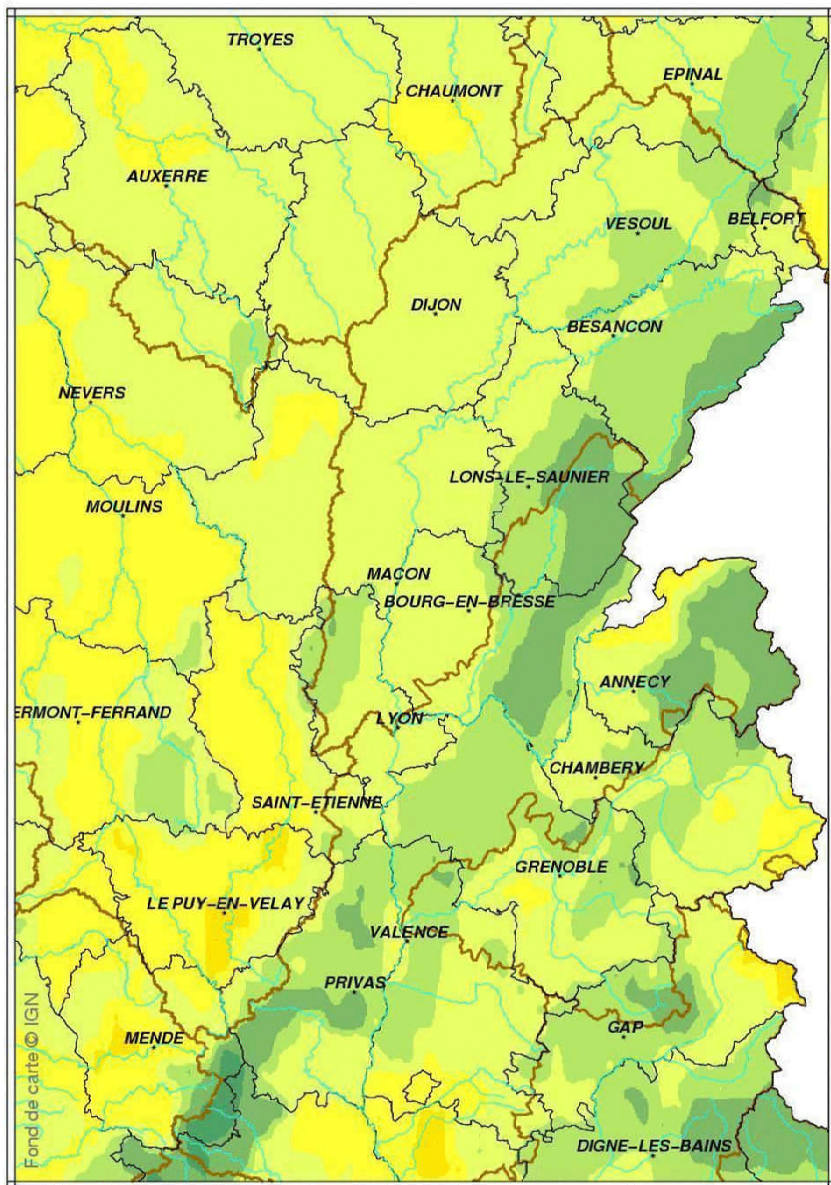 TROYES
CHAUMONT
EPINAL
AUXERRE
VESOUL
BELFORT
DIJON
BESANCON
NEVERS
LONS-LE-SAUNIER
MOULINS
MACON
BOURG-EN-BRESSE
ANNECY
ERMONT-FERRAND
LYON
CHAMBERY
SAINT-ETIENNE
GRENOBLE
LE PUY-EN-VELAY
VALENCE
PRIVAS
GAP
MENDE
DIGNE-LES-BAINS
Fond de carte © IGN